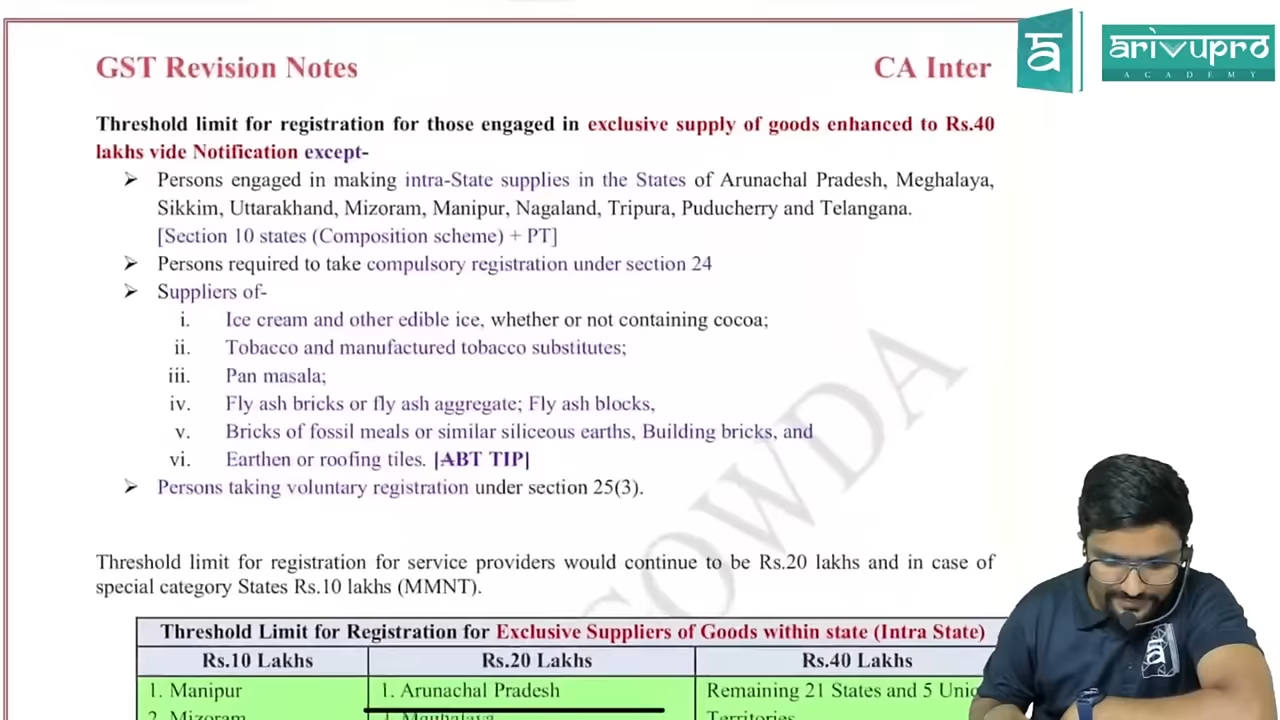 GST Revision Notes
CA Inter
arivupro
ACADEMY
Threshold limit for registration for those engaged in exclusive supply of goods enhanced to Rs.40
lakhs vide Notification except-
➢ Persons engaged in making intra-State supplies in the States of Arunachal Pradesh, Meghalaya,
Sikkim, Uttarakhand, Mizoram, Manipur, Nagaland, Tripura, Puducherry and Telangana.
[Section 10 states (Composition scheme) + PT]
➢ Persons required to take compulsory registration under section 24
➢ Suppliers of-
i. Ice cream and other edible ice, whether or not containing cocoa;
ii. Tobacco and manufactured tobacco substitutes;
iii. Pan masala;
iv. Fly ash bricks or fly ash aggregate; Fly ash blocks,
v. Bricks of fossil meals or similar siliceous earths, Building bricks, and
vi. Earthen or roofing tiles. [ABT TIP]
➢ Persons taking voluntary registration under section 25(3).
GOWDA
Threshold limit for registration for service providers would continue to be Rs.20 lakhs and in case of
special category States Rs.10 lakhs (MMNT).
Threshold Limit for Registration for Exclusive Suppliers of Goods within state (Intra State)
Rs.10 Lakhs Rs.20 Lakhs Rs.40 Lakhs
1. Manipur 1. Arunachal Pradesh Remaining 21 States and 5
2. Mizoram Meghalaya Territories